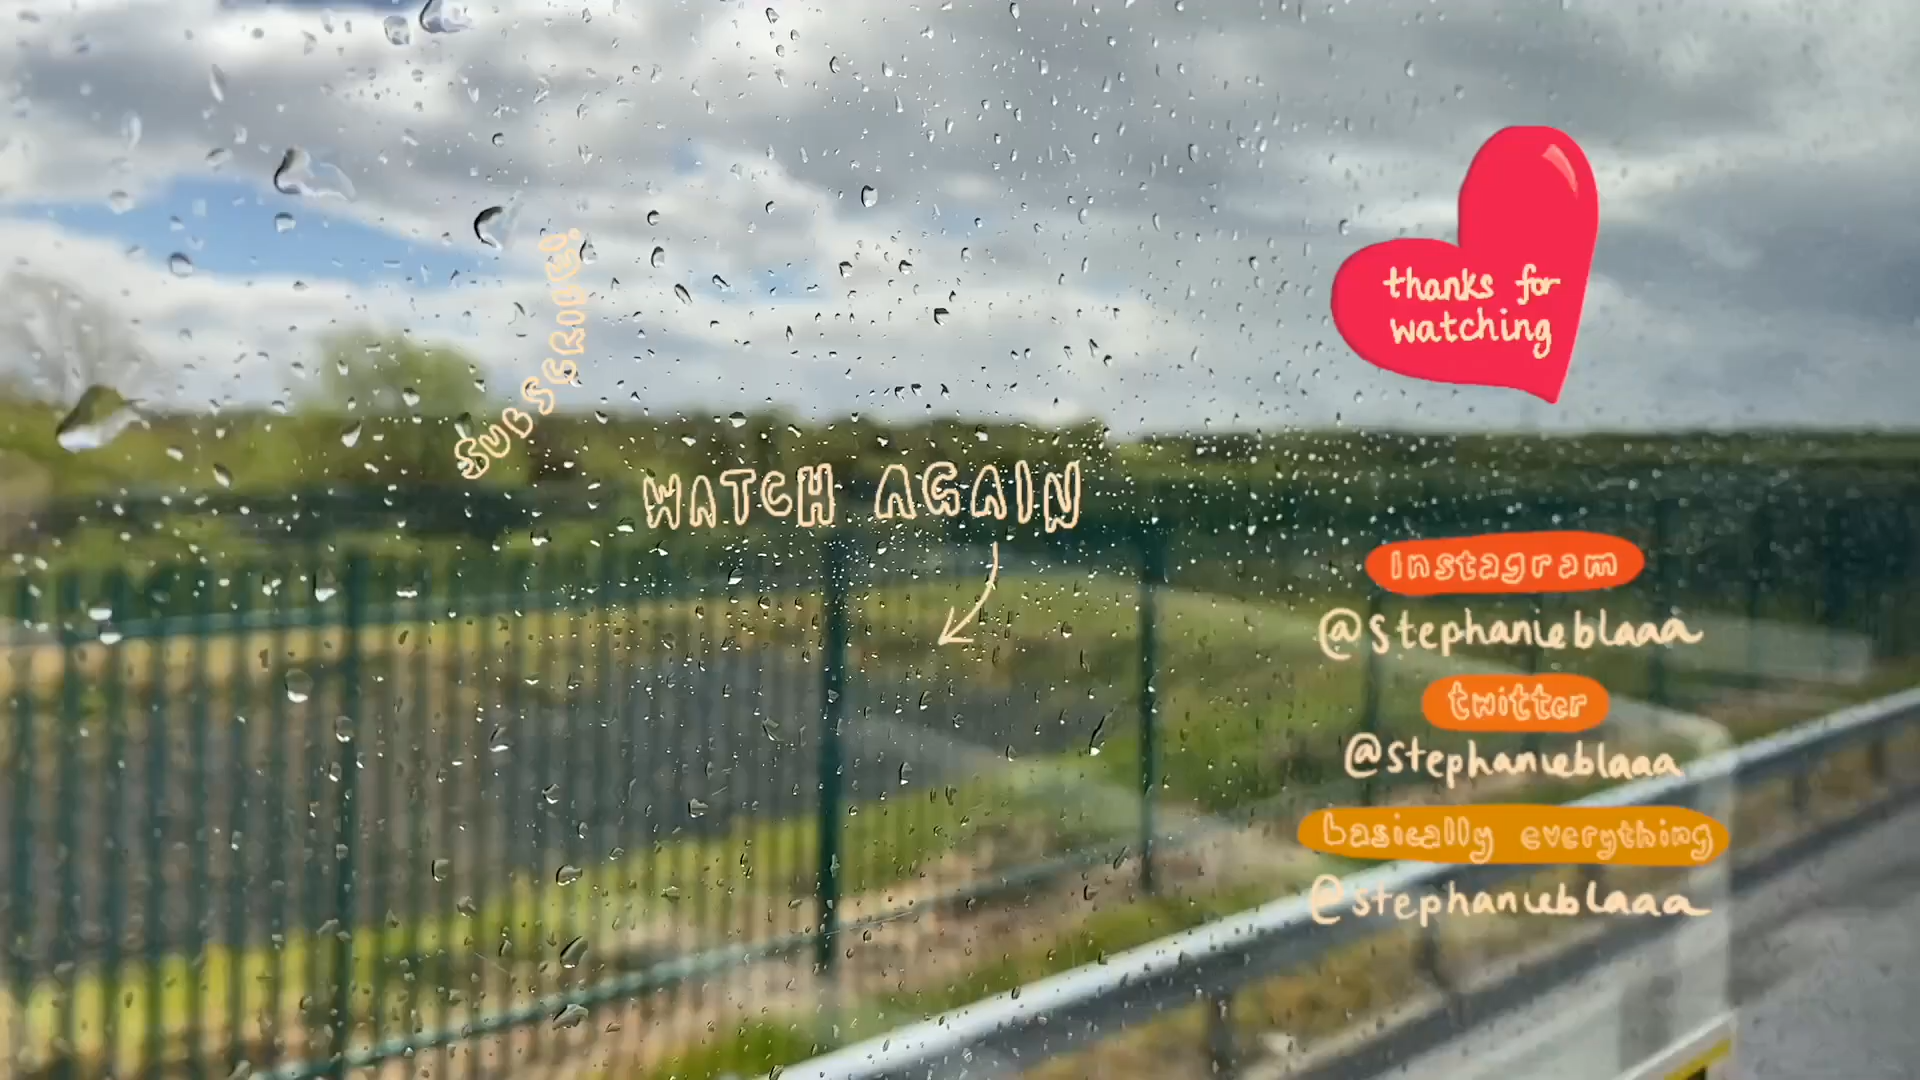 SUBSCRIBE!
WATCH AGAIN
thanks for
watching
instagram
@stephanieblaaa
twitter
@stephanieblaaa
basically everything
@stephanieblaaa